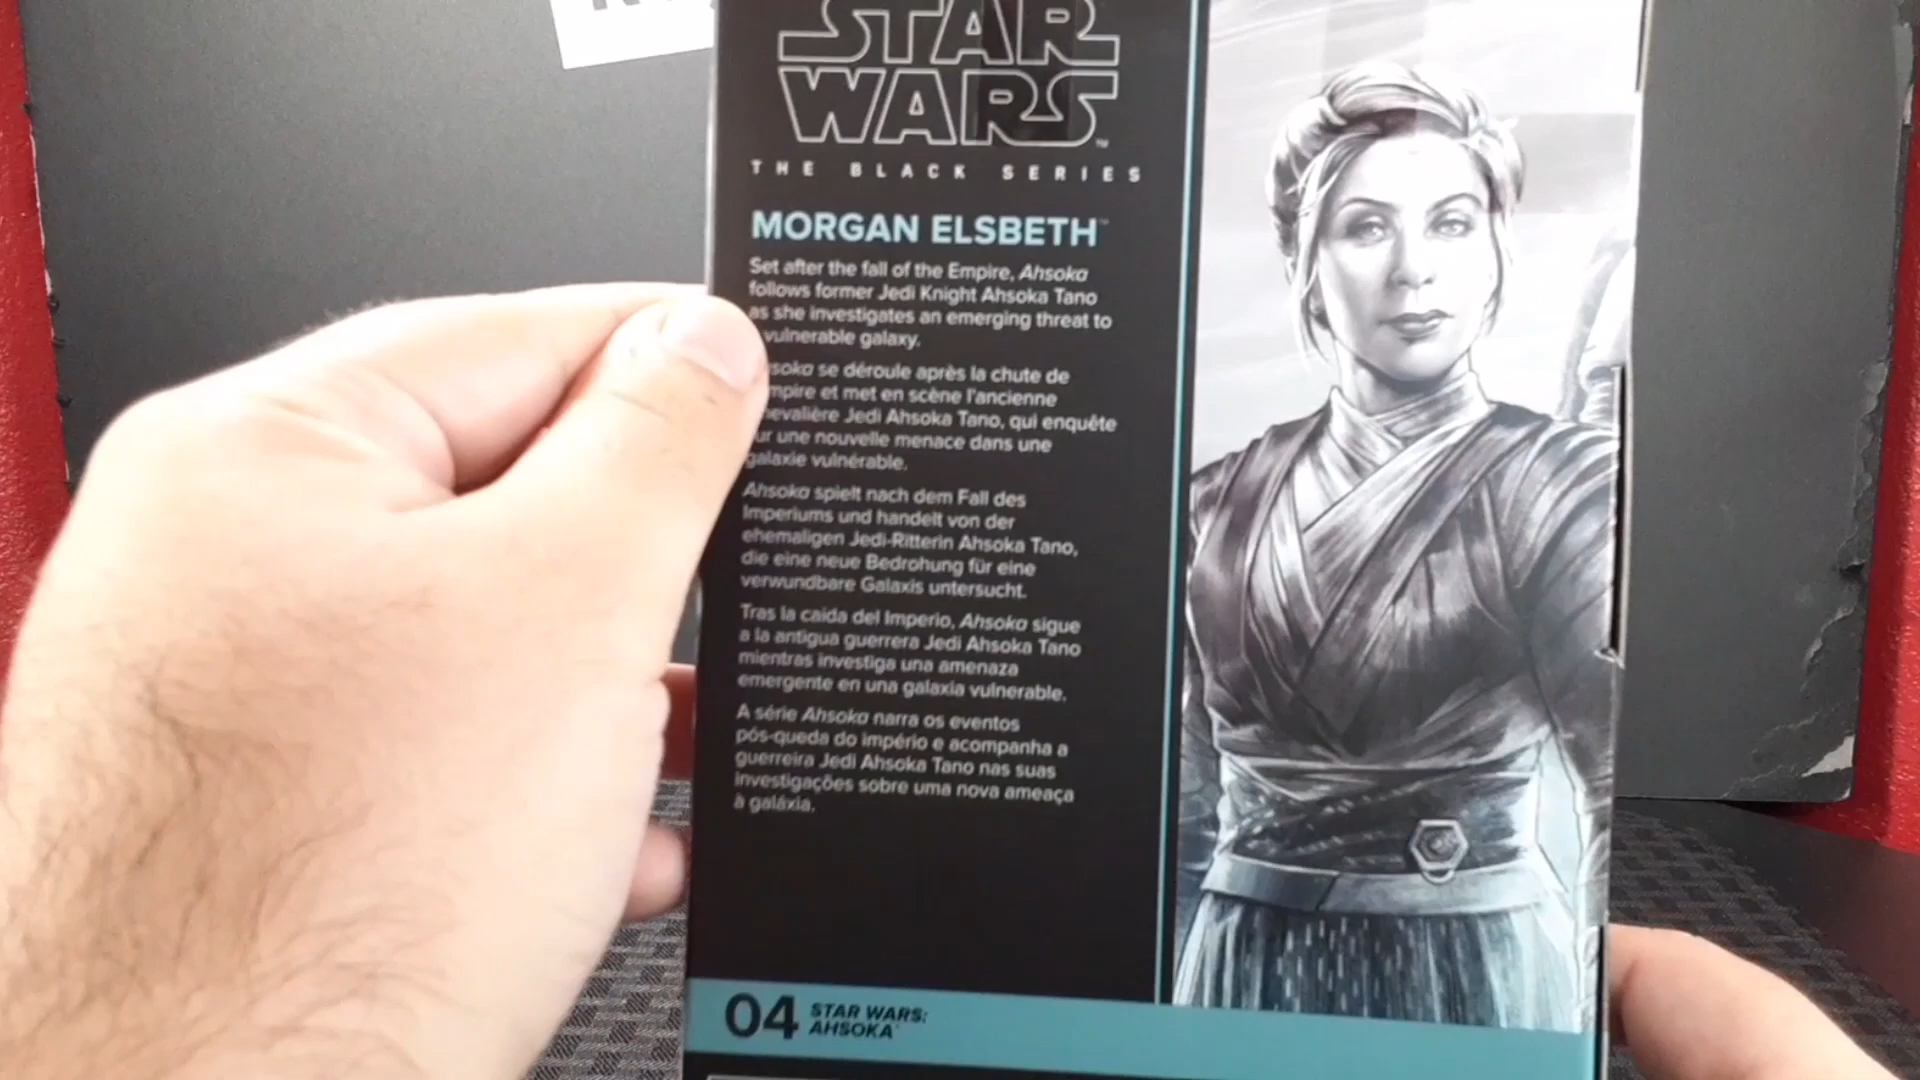 STAR
WARS™
THE BLACK SERIES
MORGAN ELSBETH™
Set after the fall of the Empire, Ahsoka
follows former Jedi Knight Ahsoka Tano
as she investigates an emerging threat to
vulnerable galaxy.
soka se déroule après la chute de
mpire et met en scène l'ancienne
hevalière Jedi Ahsoka Tano, qui enquête
ur une nouvelle menace dans une
galaxie vulnérable.
Ahsoka spielt nach dem Fall des
Imperiums und handelt von der
ehemaligen Jedi-Ritterin Ahsoka Tano,
die eine neue Bedrohung für eine
verwundbare Galaxis untersucht.
Tras la caída del Imperio, Ahsoka sigue
a la antigua guerrera Jedi Ahsoka Tano
mientras investiga una amenaza
emergente en una galaxia vulnerable.
A série Ahsoka narra os eventos
pós-queda do império e acompanha a
guerreira Jedi Ahsoka Tano nas suas
investigações sobre uma nova ameaça
à galáxia.
04 STAR WARS:
AHSOKA